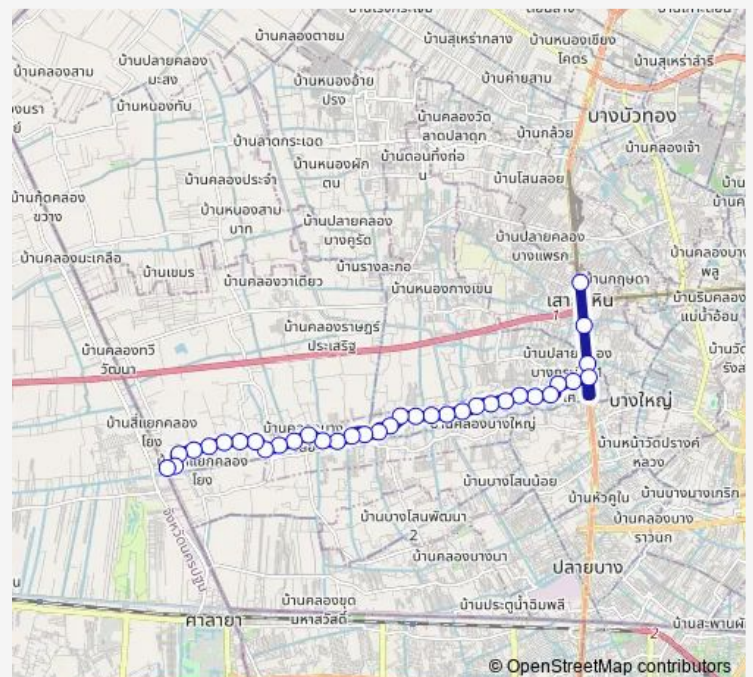 บ้านคลองตาชม
บ้านสุเหร่ากลาง
บ้านหนองเชียง
โคตร
บ้านสุเหร่าลำรี
บ้านคลองสาม
บ้านปลายคลอง
มะสง
บ้านหนองอ้าย
ปรง
บ้านค่ายสาม
บ้านหนองทับ
บ้านคลองวัด
ลาดปลาดุก
บ้านกล้วย
บางบัวทอง
บ้านลาดกระเฉด
บ้านคลองเจ้า
บ้านหนองผัก
ตบ
บ้านดอนทิ้งท่อ
น
บ้านโสนลอย
บ้านคลองประจำ
บ้านกุ้ดคลอง
ขวาง
บ้านหนองสาม
บาท
บ้านปลายคลอง
บางคูรัด
บ้านปลายคลอง
บางแพรก
บ้านคลองมะเกลือ
บ้านเขมร
บ้านคลองวาเดียว
บ้านรางละกอ
บ้านหนองกางเขน
บ้านกฤษดา
บ้านคลองบาง
พลู
บ้านริมคลอง
แม่น้ำอ้อม
1
บ้านคลองราษฎร์
ประเสริฐ
บ้านคลองทวี
วัฒนา
บางใหญ่
บ้านสี่แยกคลอง
โยง
บ้านคลองบางใหญ่
บ้านหน้าวัดปรางค์
หลวง
โยง
บ้านบางโสนน้อย
บ้านหัวคูใน
บ้านบางนางเกริก
บ้านบางโสนพัฒนา
2
บ้านคลองบาง
ราวนก
จังหวัดนครปฐม
บ้านคลองบางนา
ปลายบาง
บ้านคลองขุด
มหาสวัสดิ์
บ้านประตูน้ำฉิมพลี
ศาลายา
2
© OpenStreetMap contributors